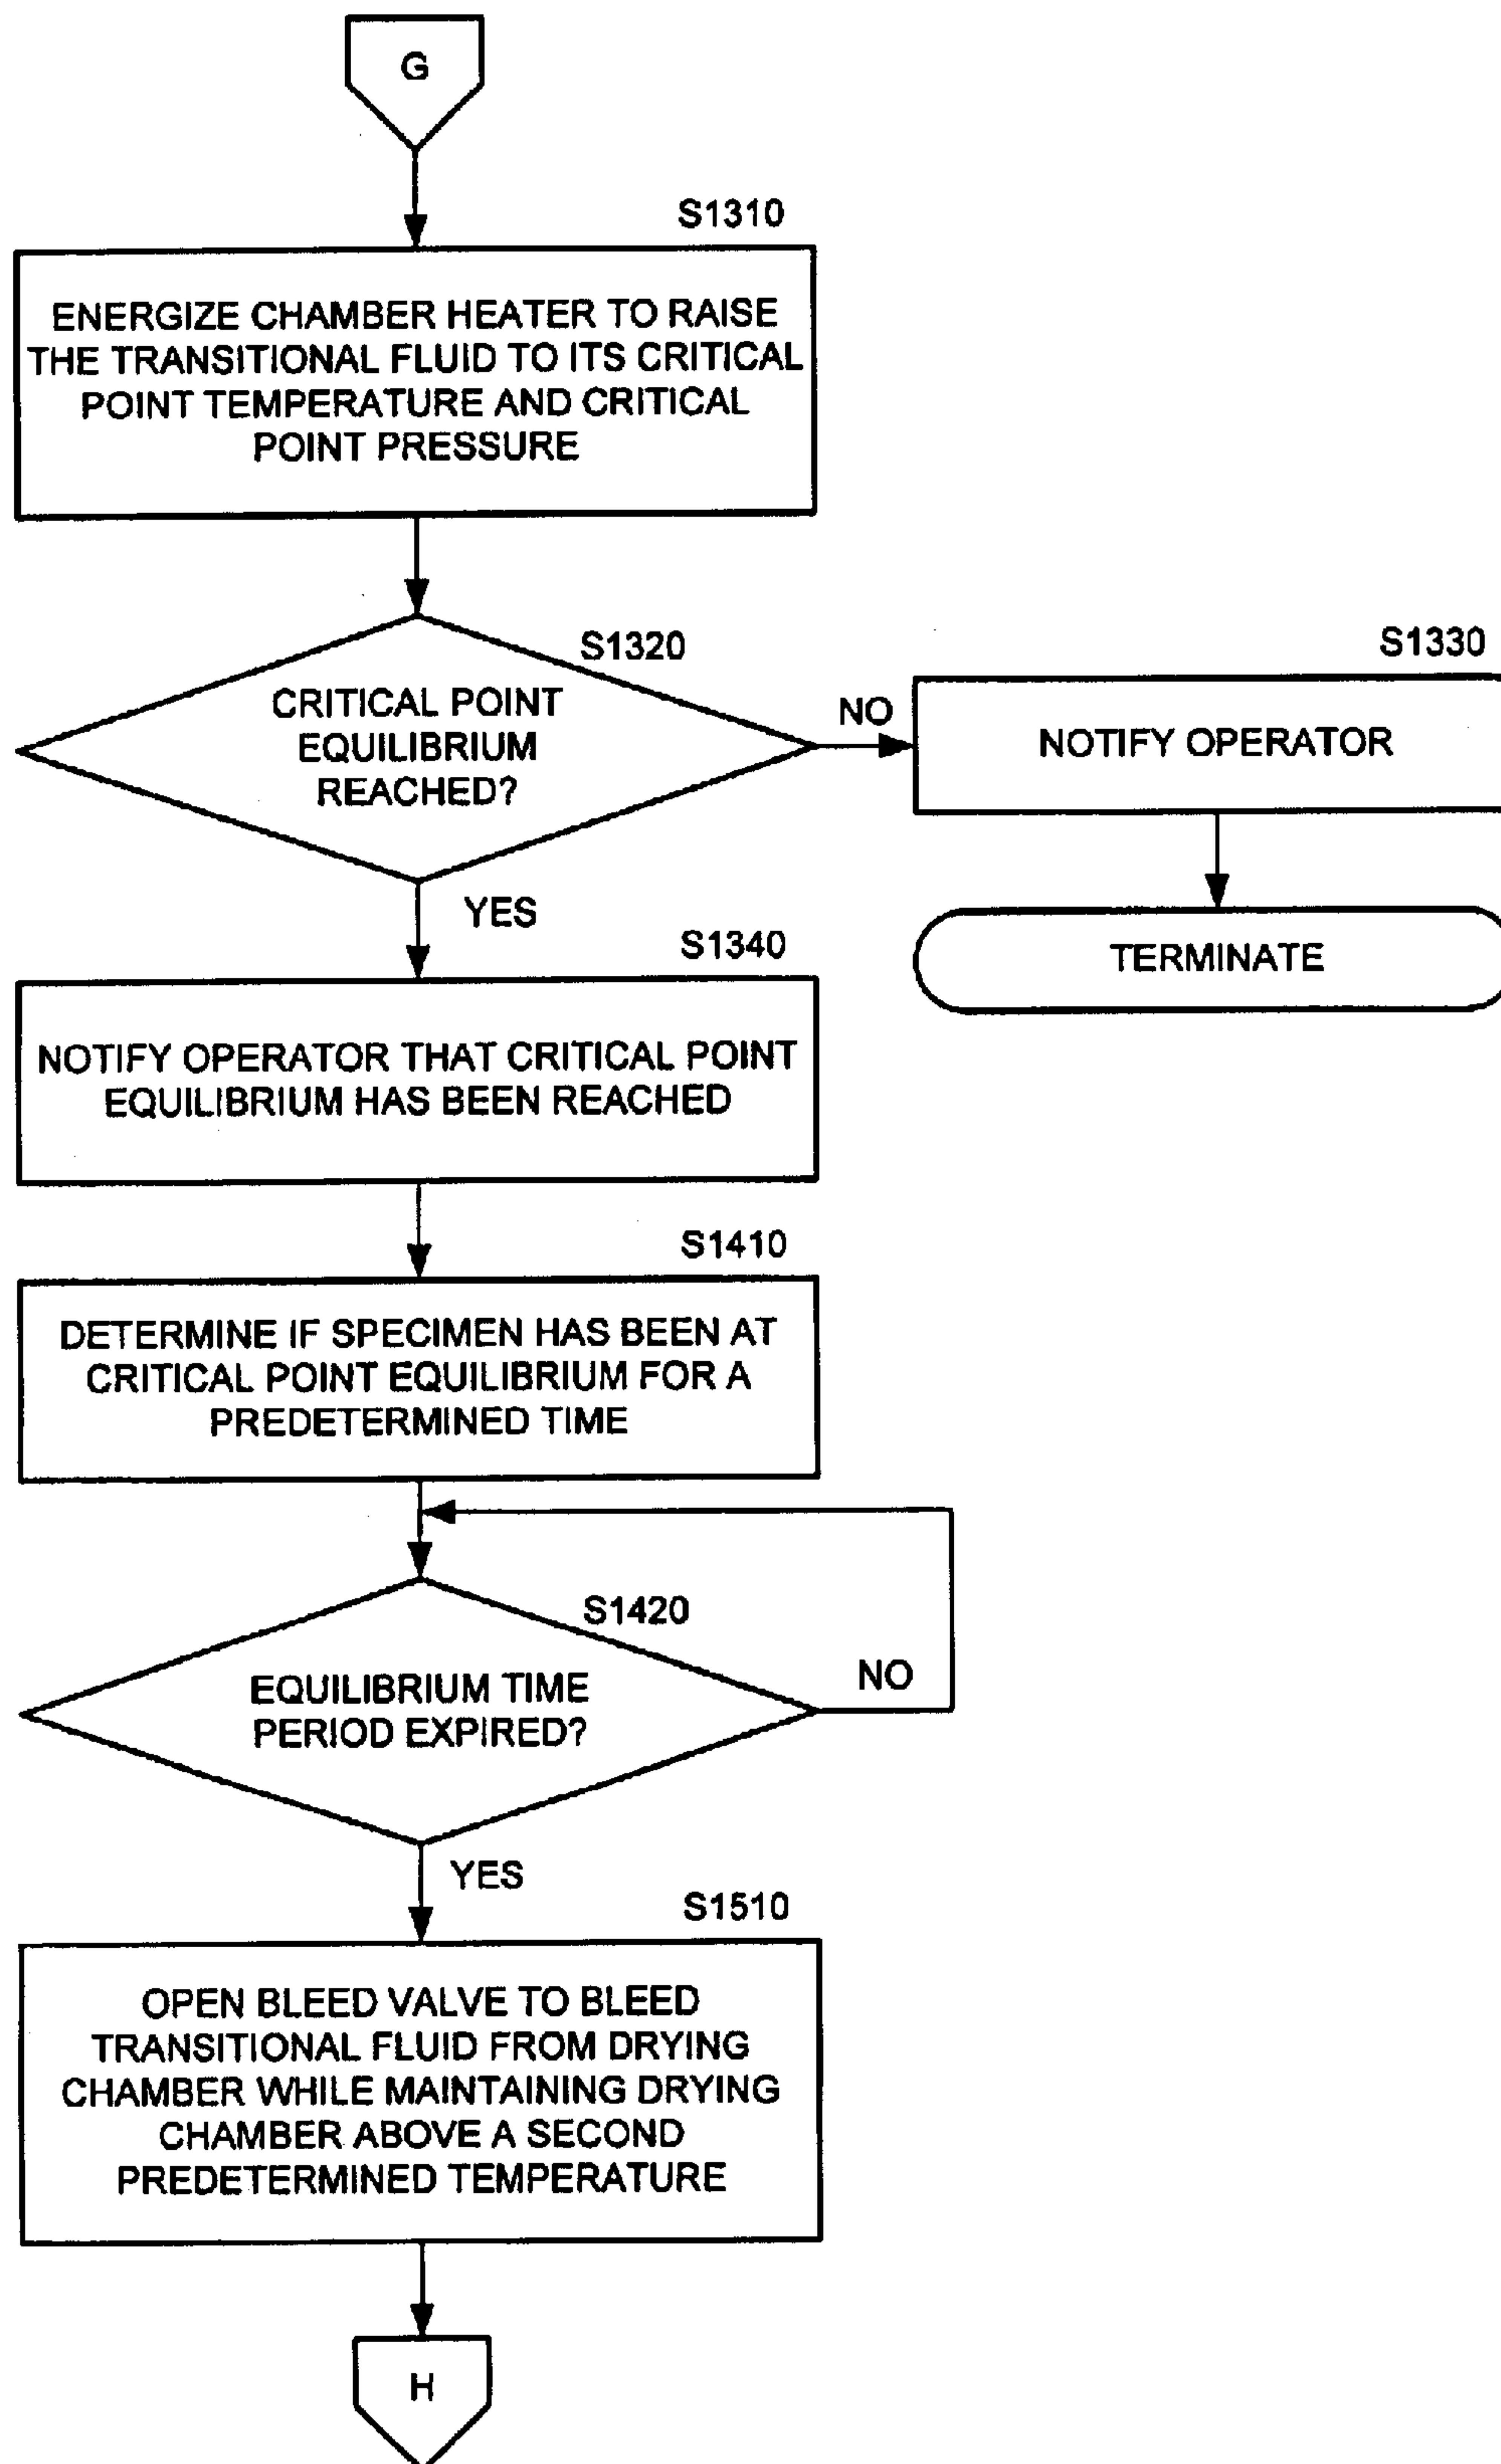 G
S1310
ENERGIZE CHAMBER HEATER TO RAISE
THE TRANSITIONAL FLUID TO ITS CRITICAL
POINT TEMPERATURE AND CRITICAL
POINT PRESSURE
S1320
CRITICAL POINT
EQUILIBRIUM
REACHED?
NO
S1330
NOTIFY OPERATOR
TERMINATE
YES
S1340
NOTIFY OPERATOR THAT CRITICAL POINT
EQUILIBRIUM HAS BEEN REACHED
S1410
DETERMINE IF SPECIMEN HAS BEEN AT
CRITICAL POINT EQUILIBRIUM FOR A
PREDETERMINED TIME
S1420
EQUILIBRIUM TIME
PERIOD EXPIRED?
NO
YES
S1510
OPEN BLEED VALVE TO BLEED
TRANSITIONAL FLUID FROM DRYING
CHAMBER WHILE MAINTAINING DRYING
CHAMBER ABOVE A SECOND
PREDETERMINED TEMPERATURE
H